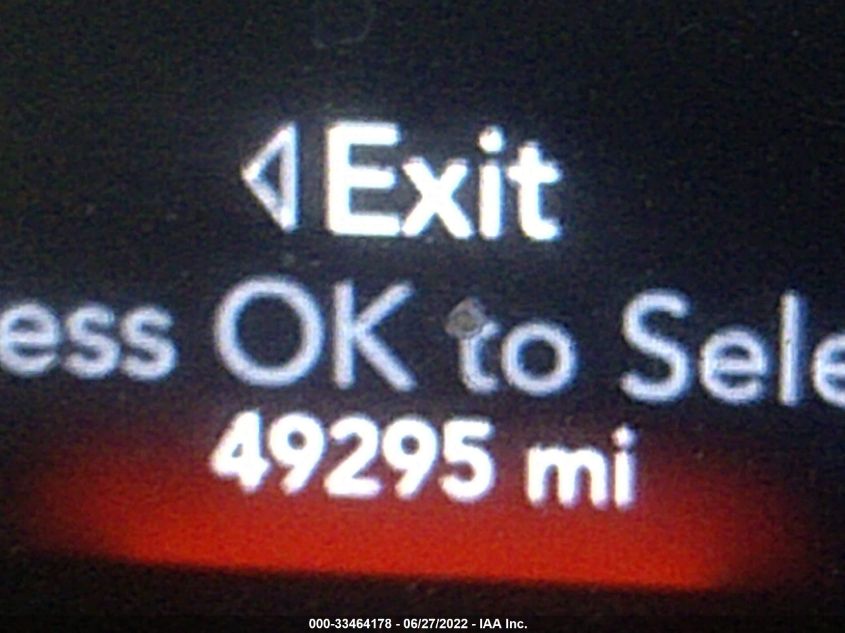 Exit
ess OK to Sele
49295 mi
000-33464178 - 06/27/2022 - IAA Inc.